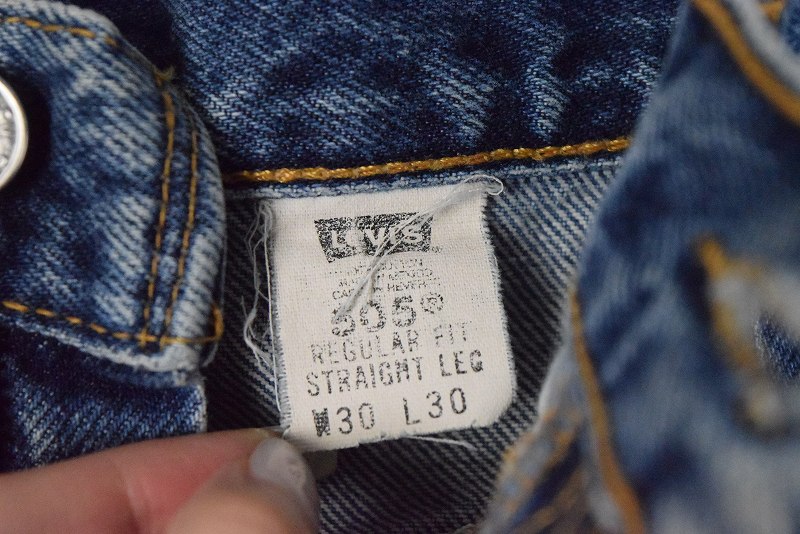 LEVI'S
505®
REGULAR FIT
STRAIGHT LEG
W30 L30